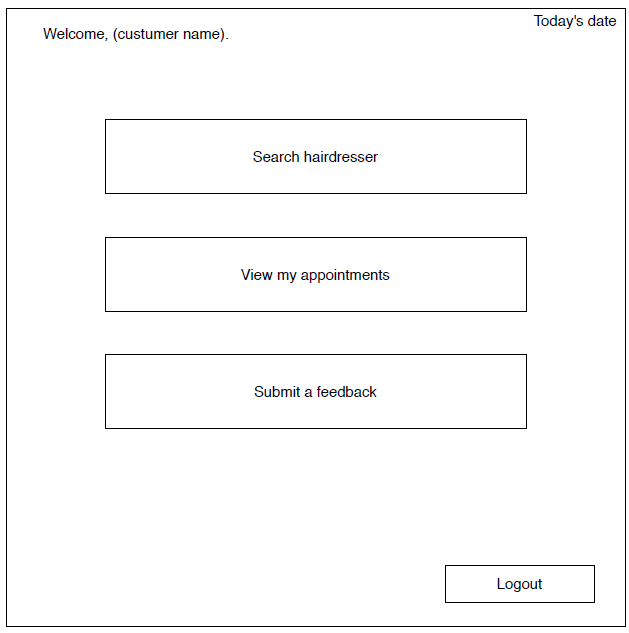 Today's date
Welcome, (custumer name).
Search hairdresser
View my appointments
Submit a feedback
Logout